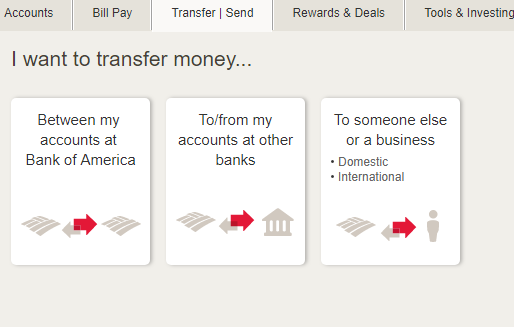 Accounts
Bill Pay
Transfer | Send
Rewards & Deals
Tools & Investing
I want to transfer money...
Between my
accounts at
Bank of America
To/from my
accounts at other
banks
To someone else
or a business
• Domestic
• International